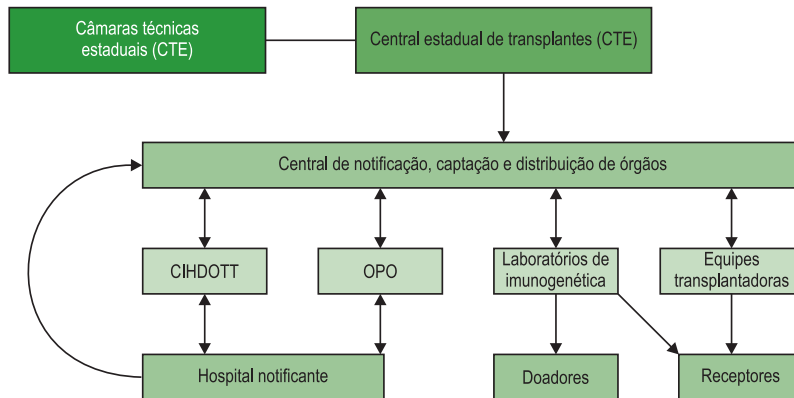 Câmaras técnicas
estaduais (CTE)
Central estadual de transplantes (CTE)
Central de notificação, captação e distribuição de órgãos
CIHDOTT
OPO
Laboratórios de
imunogenética
Equipes
transplantadoras
Hospital notificante
Doadores
Receptores